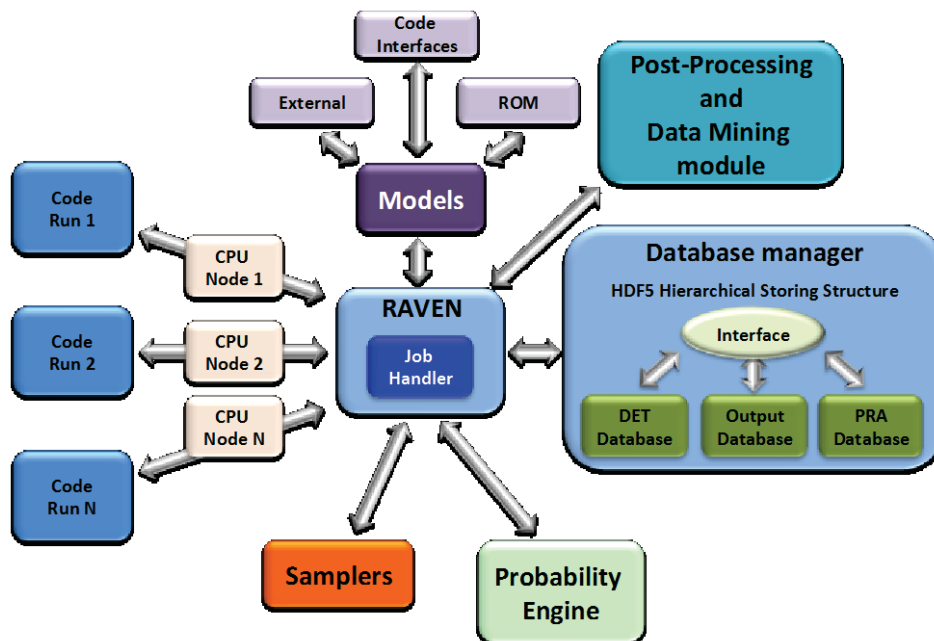 Code
Interfaces
External
ROM
Models
Post-Processing
and
Data Mining
module
Code
Run 1
CPU
Node 1
Code
Run 2
CPU
Node 2
Code
Run N
CPU
Node N
RAVEN
Job
Handler
Database manager
HDF5 Hierarchical Storing Structure
Interface
DET
Database
Output
Database
PRA
Database
Samplers
Probability
Engine